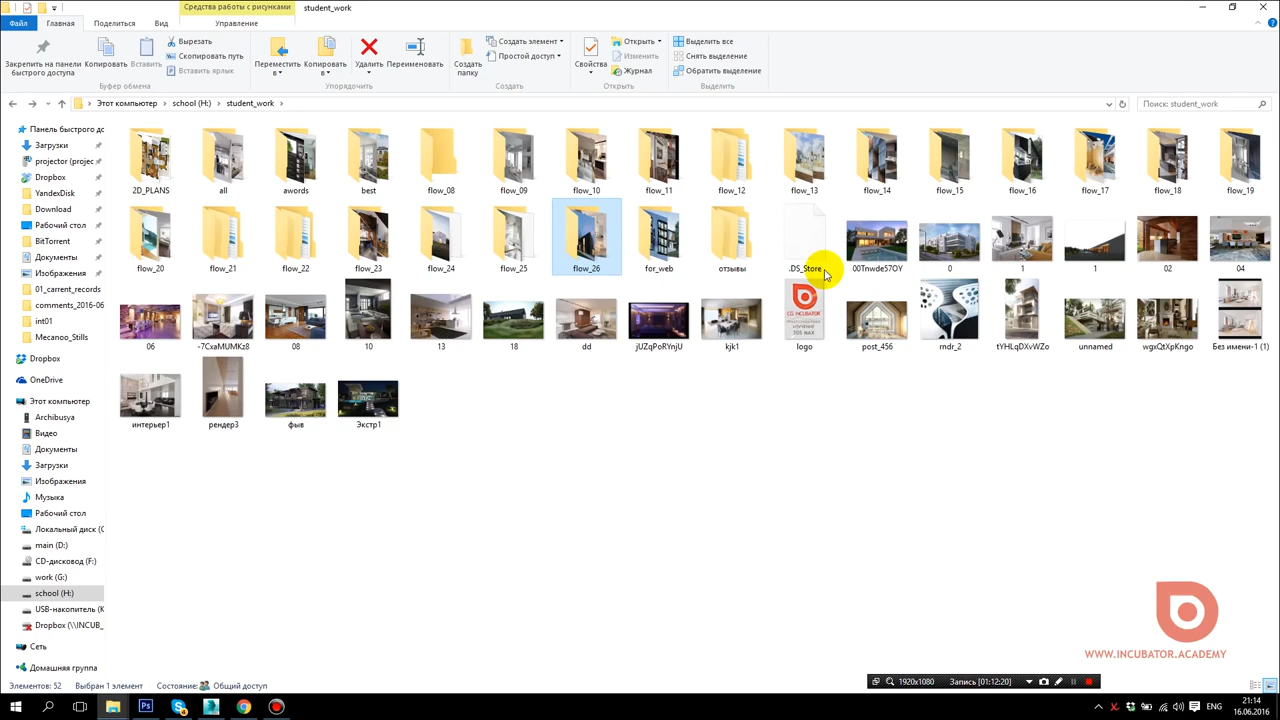 Средства работы с рисунками
student_work
Файл
Главная
Поделиться
Вид
Управление
Закрепить на панели
быстрого доступа
Копировать
Вставить
Вырезать
Скопировать путь
Вставить ярлык
Переместить
в
Копировать
в
Удалить
Переименовать
Создать
папку
Создать элемент
Простой доступ
Свойства
Открыть
Изменить
Журнал
Выделить все
Снять выделение
Обратить выделение
Буфер обмена
Упорядочить
Создать
Открыть
Выделить
Этот компьютер
school (H:)
student_work
Поиск: student_work
Панель быстрого до
Загрузки
projector (projec
Dropbox
YandexDisk
Download
Рабочий стол
BitTorrent
Документы
Изображения
01_carrent_records
comments_2016-06
int01
Mecanoo_Stills
Dropbox
OneDrive
Этот компьютер
Archibusya
Видео
Документы
Загрузки
Изображения
Музыка
Рабочий стол
Локальный диск (C
main (D:)
CD-дисковод (F:)
work (G:)
school (H:)
USB-накопитель (K
Dropbox (\\INCUB_
Сеть
Домашняя группа
2D_PLANS
all
awords
best
flow_08
flow_09
flow_10
flow_11
flow_12
flow_13
flow_14
flow_15
flow_16
flow_17
flow_18
flow_19
flow_20
flow_21
flow_22
flow_23
flow_24
flow_25
flow_26
for_web
отзывы
.DS_Store
00Tnwde57OY
0
1
1
02
04
06
-7CxaMUMKz8
08
10
13
18
dd
jUZqPoRYnjU
kjk1
CG INCUBATOR
3DS MAX
logo
post_456
rndr_2
tYHLqDXvWZo
unnamed
wgxQtXpKngo
Без имени-1 (1)
интерьер1
рендер3
фыв
Экстр1
WWW.INCUBATOR.ACADEMY
Элементов: 52
Выбран 1 элемент
Состояние:
Общий доступ
1920x1080
Запись [01:12:20]
Ps
ENG
21:14
16.06.2016